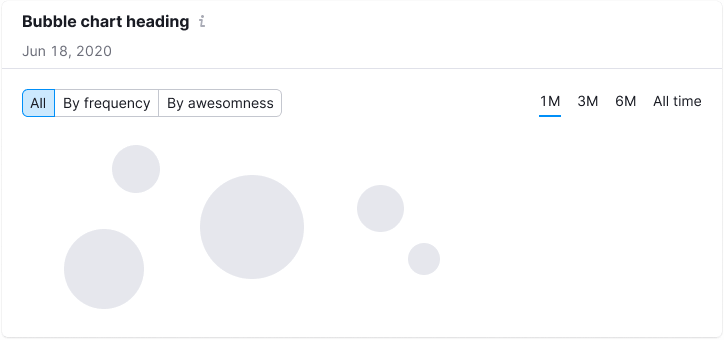 Bubble chart heading
Jun 18, 2020
All By frequency By awesomness 1M 3M 6M All time